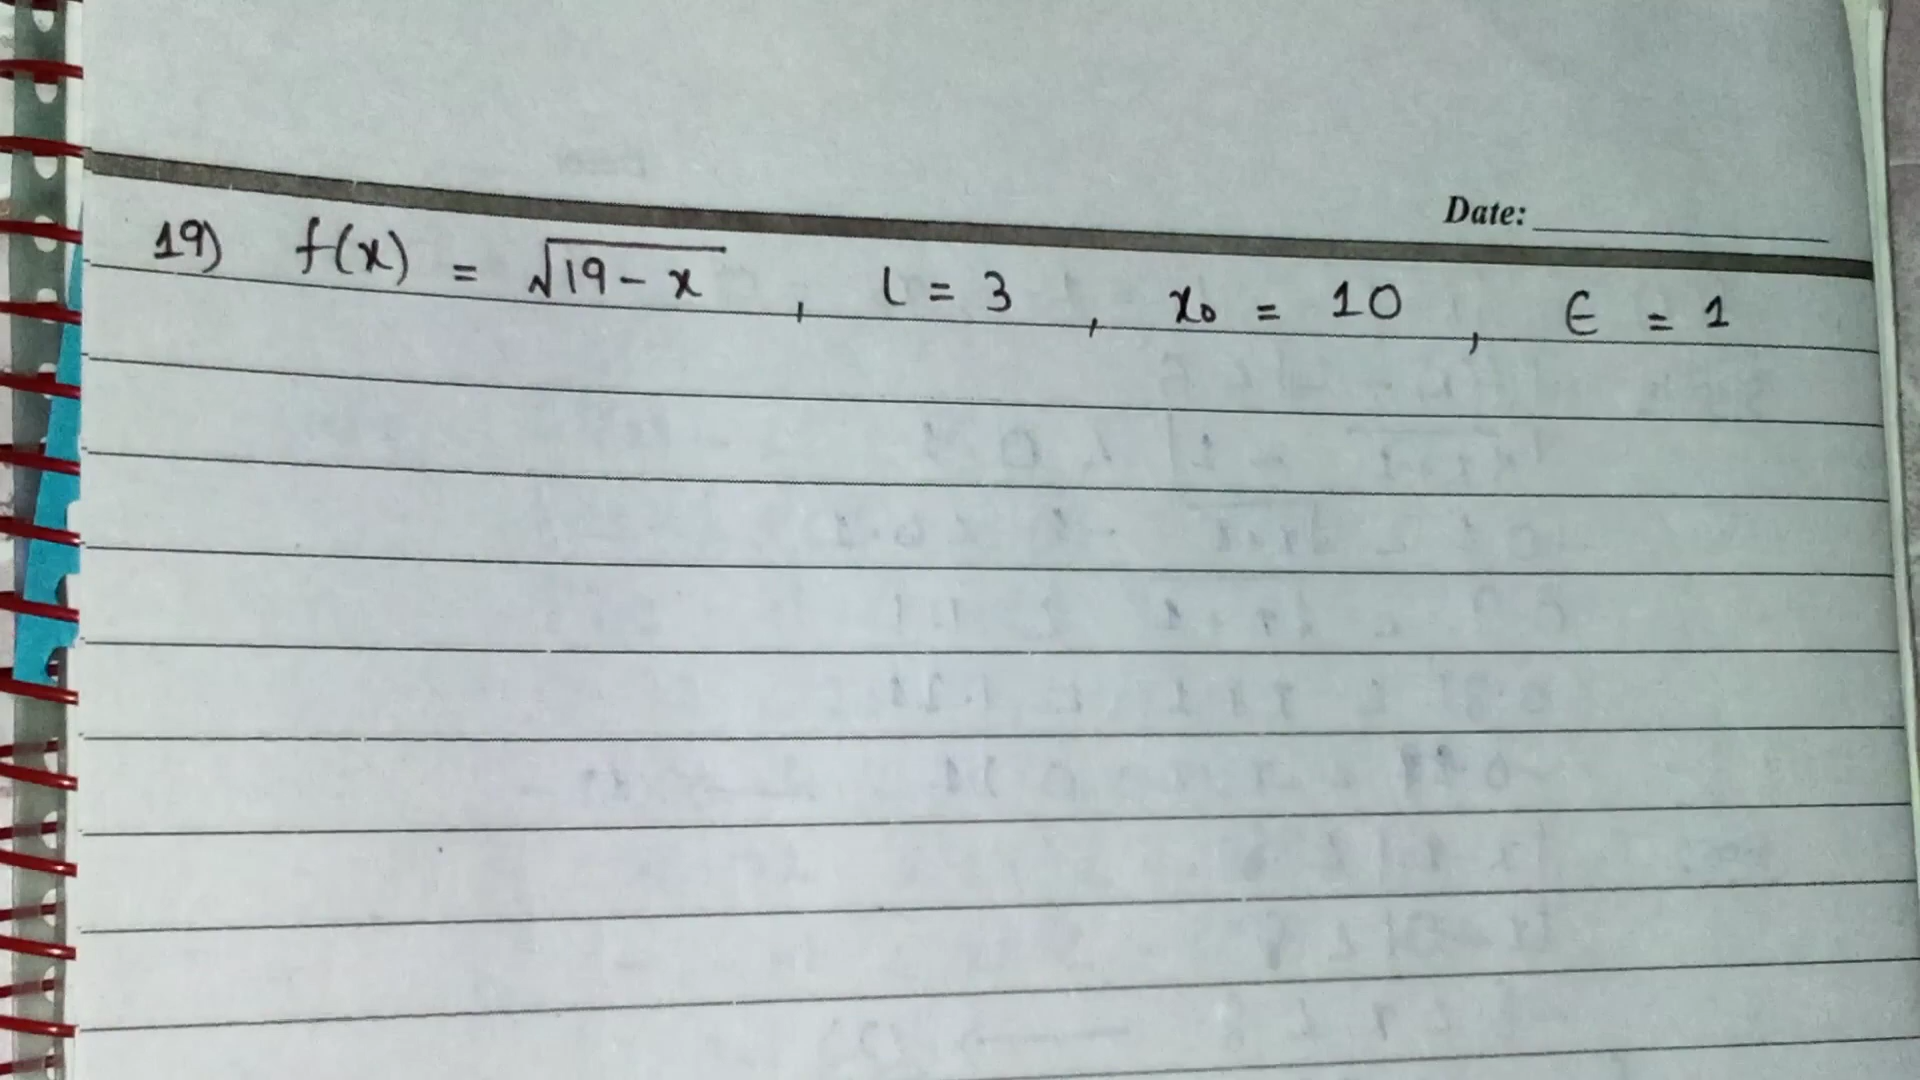 Date:
19) f(x) = √19-x , L = 3 , x₀ = 10 , ε = 1